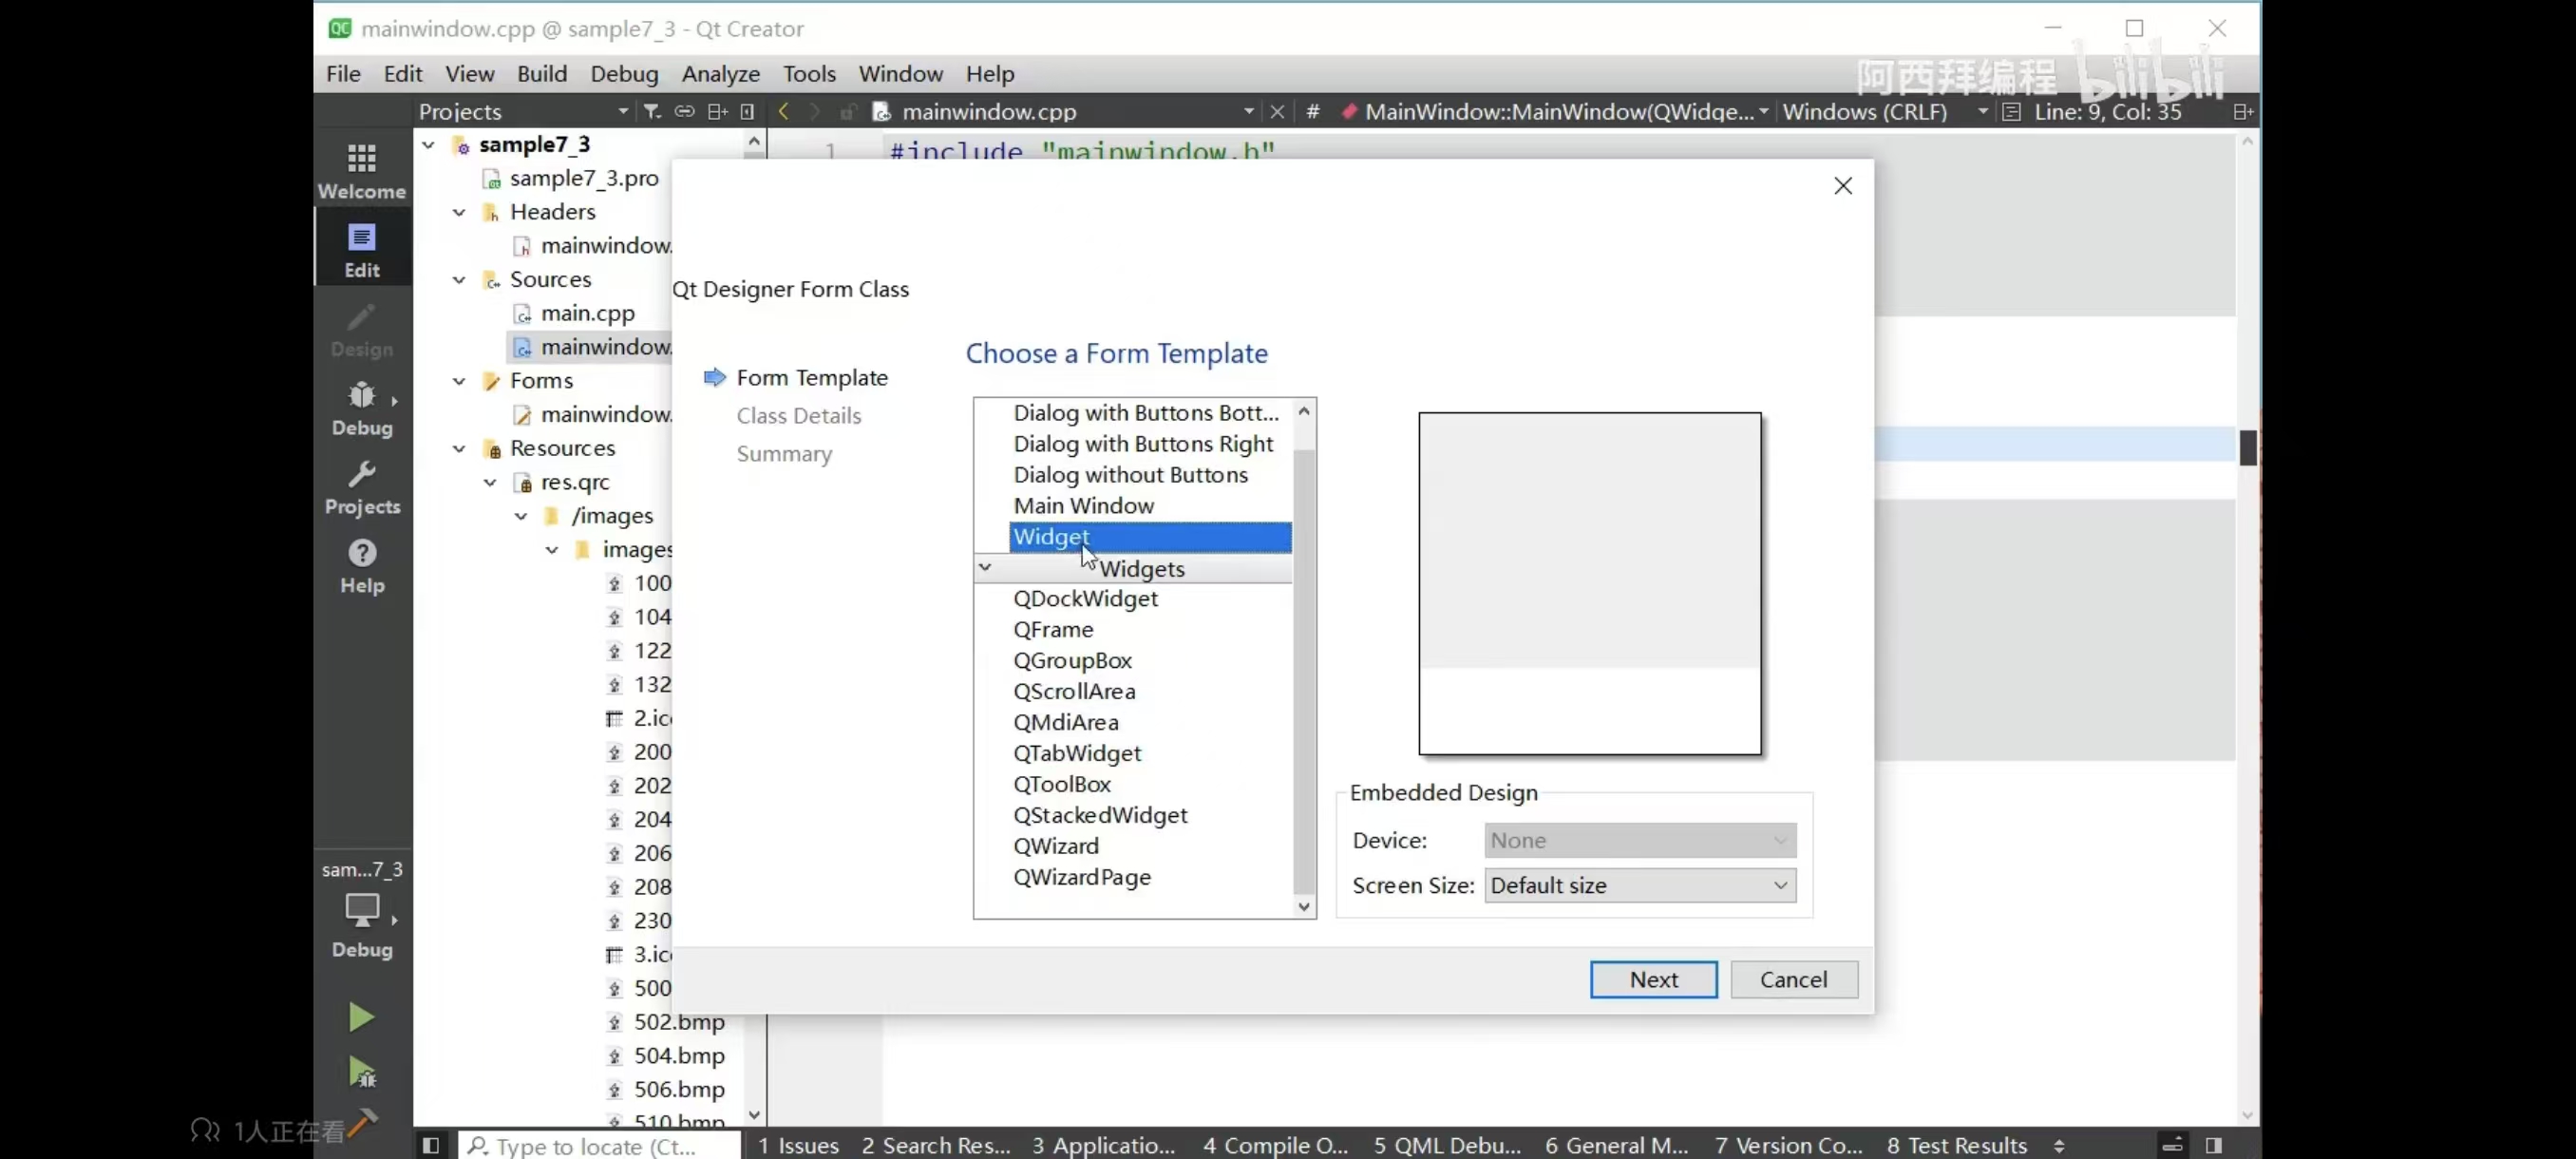 mainwindow.cpp @ sample7_3 - Qt Creator
File Edit View Build Debug Analyze Tools Window Help
阿西拜编程 bilibili
Projects
mainwindow.cpp
#
MainWindow::MainWindow(QWidge...
Windows (CRLF)
Line: 9, Col: 35
Welcome
Edit
Design
Debug
Projects
Help
sam...7_3
Debug
sample7_3
sample7_3.pro
Headers
mainwindow.
Sources
main.cpp
mainwindow.
Forms
mainwindow.
Resources
res.qrc
/images
images
100
104
122
132
2.ic
200
202
204
206
208
230
3.ic
500
502.bmp
504.bmp
506.bmp
510.bmp
1 #include "mainwindow.h"
Qt Designer Form Class
Form Template
Class Details
Summary
Choose a Form Template
Dialog with Buttons Bott...
Dialog with Buttons Right
Dialog without Buttons
Main Window
Widget
Widgets
QDockWidget
QFrame
QGroupBox
QScrollArea
QMdiArea
QTabWidget
QToolBox
QStackedWidget
QWizard
QWizardPage
Embedded Design
Device: None
Screen Size: Default size
Next
Cancel
1人正在看
Type to locate (Ct...
1 Issues 2 Search Res... 3 Applicatio... 4 Compile O... 5 QML Debu... 6 General M... 7 Version Co... 8 Test Results